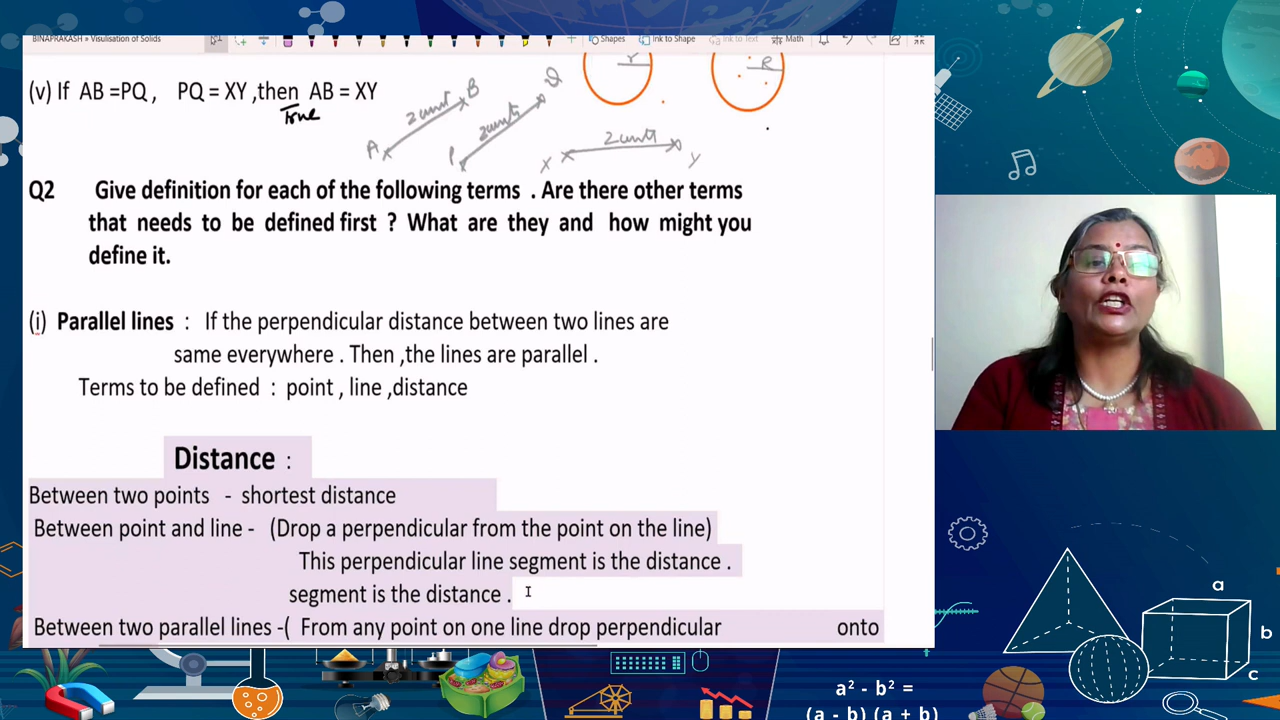 BINAPRAKASH » Visulisation of Solids
Shapes Ink to Shape Ink to Text Math
(v) If AB =PQ , PQ = XY ,then AB = XY
True
A 2 unit B
P 2units Q
X 2 unit Y
r
R
Q2 Give definition for each of the following terms . Are there other terms
that needs to be defined first ? What are they and how might you
define it.
(i) Parallel lines : If the perpendicular distance between two lines are
same everywhere . Then ,the lines are parallel .
Terms to be defined : point , line ,distance
Distance :
Between two points - shortest distance
Between point and line - (Drop a perpendicular from the point on the line)
This perpendicular line segment is the distance .
segment is the distance .
Between two parallel lines -( From any point on one line drop perpendicular onto
a
b
c
a² - b² =
(a - b) (a + b)